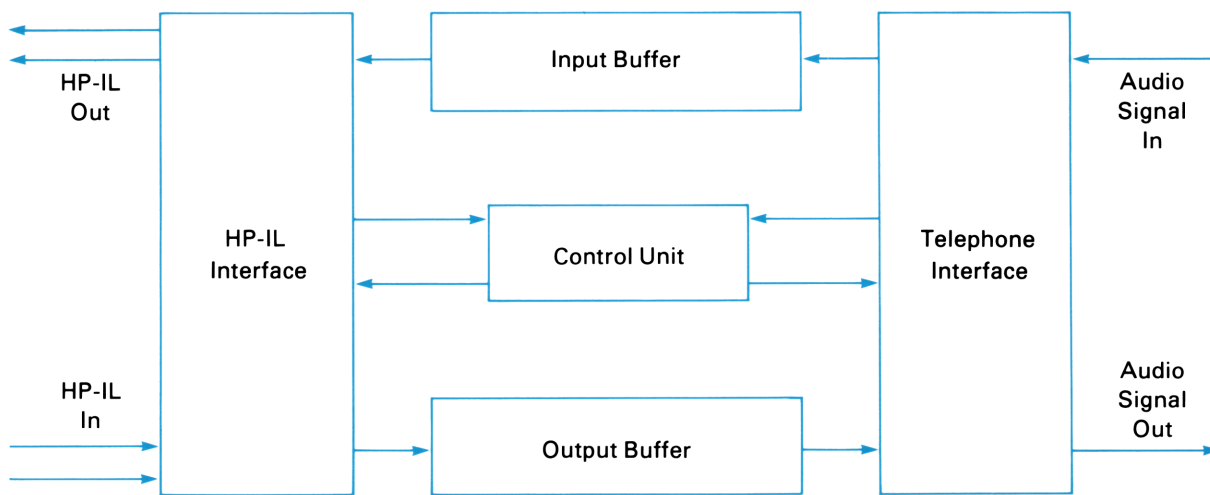 HP-IL
Out
HP-IL
In
HP-IL
Interface
Input Buffer
Control Unit
Output Buffer
Telephone
Interface
Audio
Signal
In
Audio
Signal
Out